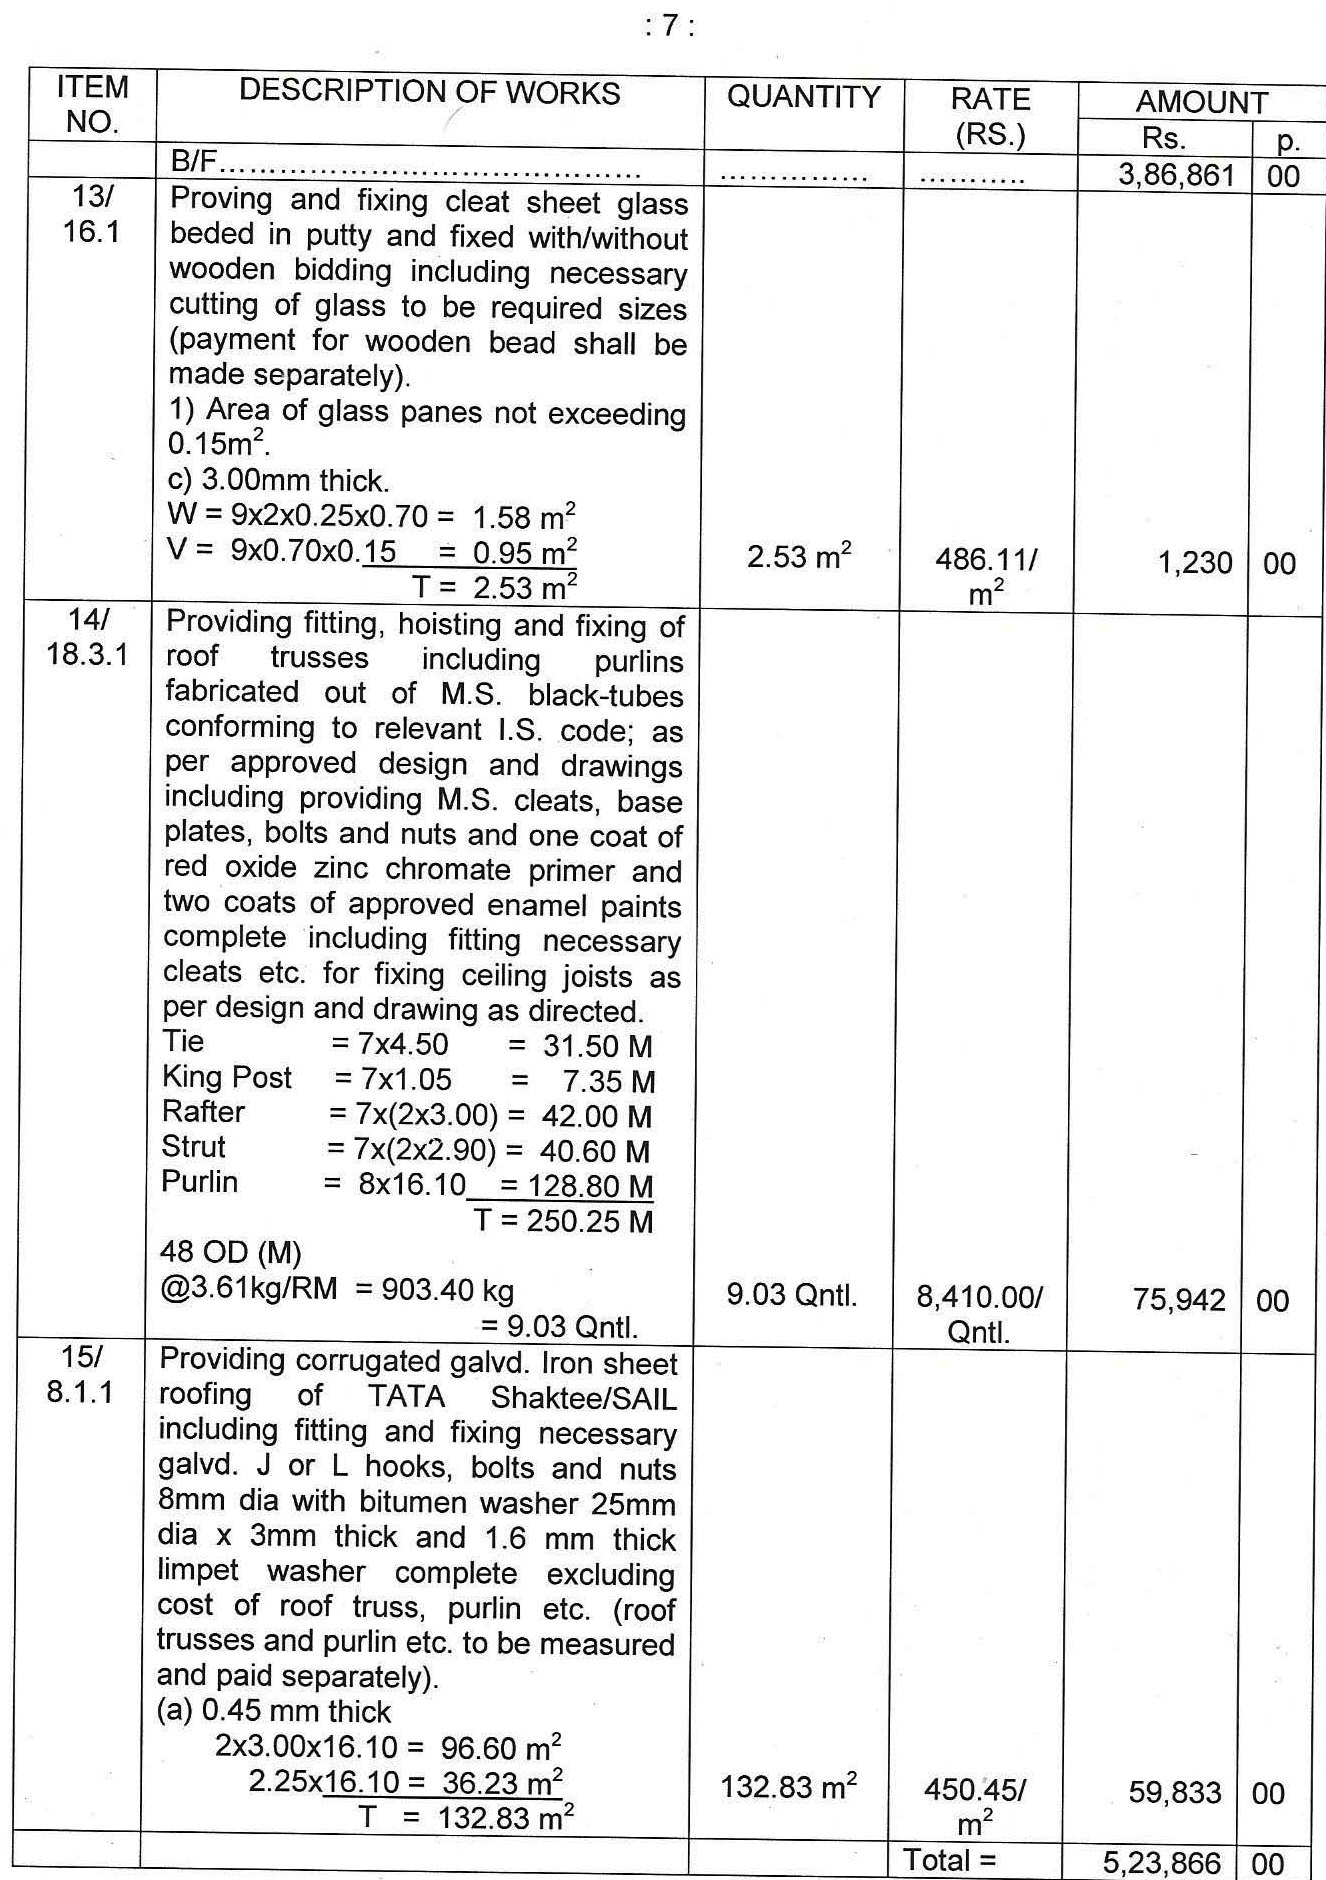 : 7 :
ITEM NO. DESCRIPTION OF WORKS QUANTITY RATE (RS.) AMOUNT
Rs. p.
B/F.......................................... ............... ........... 3,86,861 00
13/ Proving and fixing cleat sheet glass
16.1 beded in putty and fixed with/without
wooden bidding including necessary
cutting of glass to be required sizes
(payment for wooden bead shall be
made separately).
1) Area of glass panes not exceeding
0.15m².
c) 3.00mm thick.
W = 9x2x0.25x0.70 = 1.58 m²
V = 9x0.70x0.15 = 0.95 m² 2.53 m² 486.11/ 1,230 00
T = 2.53 m² m²
14/ Providing fitting, hoisting and fixing of
18.3.1 roof trusses including purlins
fabricated out of M.S. black-tubes
conforming to relevant I.S. code; as
per approved design and drawings
including providing M.S. cleats, base
plates, bolts and nuts and one coat of
red oxide zinc chromate primer and
two coats of approved enamel paints
complete including fitting necessary
cleats etc. for fixing ceiling joists as
per design and drawing as directed.
Tie = 7x4.50 = 31.50 M
King Post = 7x1.05 = 7.35 M
Rafter = 7x(2x3.00) = 42.00 M
Strut = 7x(2x2.90) = 40.60 M
Purlin = 8x16.10 = 128.80 M
T = 250.25 M
48 OD (M)
@3.61kg/RM = 903.40 kg 9.03 Qntl. 8,410.00/ 75,942 00
= 9.03 Qntl. Qntl.
15/ Providing corrugated galvd. Iron sheet
8.1.1 roofing of TATA Shaktee/SAIL
including fitting and fixing necessary
galvd. J or L hooks, bolts and nuts
8mm dia with bitumen washer 25mm
dia x 3mm thick and 1.6 mm thick
limpet washer complete excluding
cost of roof truss, purlin etc. (roof
trusses and purlin etc. to be measured
and paid separately).
(a) 0.45 mm thick
2x3.00x16.10 = 96.60 m²
2.25x16.10 = 36.23 m² 132.83 m² 450.45/ 59,833 00
T = 132.83 m² m²
Total = 5,23,866 00